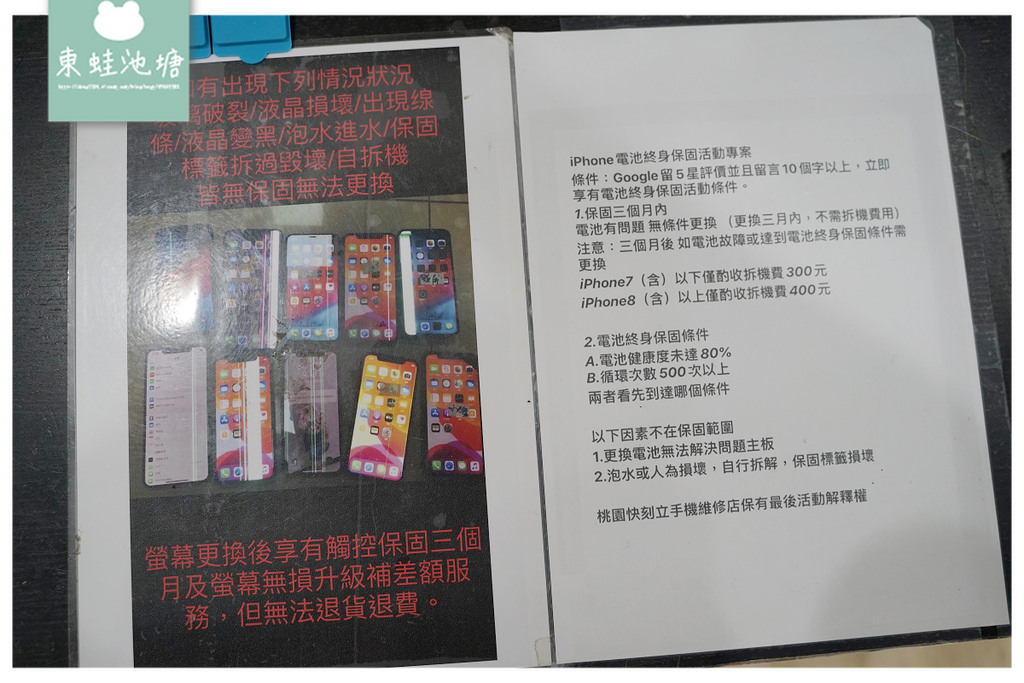 東蛙池塘
有出現下列情況狀況
破裂/液晶損壞/出現線
條/液晶變黑/泡水進水/保固
標籤拆過毀壞/自拆機
皆無保固無法更換
螢幕更換後享有觸控保固三個
月及螢幕無損升級補差額服
務，但無法退貨退費。
iPhone電池終身保固活動專案
條件：Google留5星評價並且留言10個字以上，立即
享有電池終身保固活動條件。
1.保固三個月內
電池有問題 無條件更換 （更換三月內，不需拆機費用）
注意：三個月後 如電池故障或達到電池終身保固條件需
更換
iPhone7（含）以下僅酌收拆機費300元
iPhone8（含）以上僅酌收拆機費400元
2.電池終身保固條件
A.電池健康度未達80%
B.循環次數500次以上
兩者看先到達哪個條件
以下因素不在保固範圍
1.更換電池無法解決問題主板
2.泡水或人為損壞，自行拆解，保固標籤損壞
桃園快刻立手機維修店保有最後活動解釋權